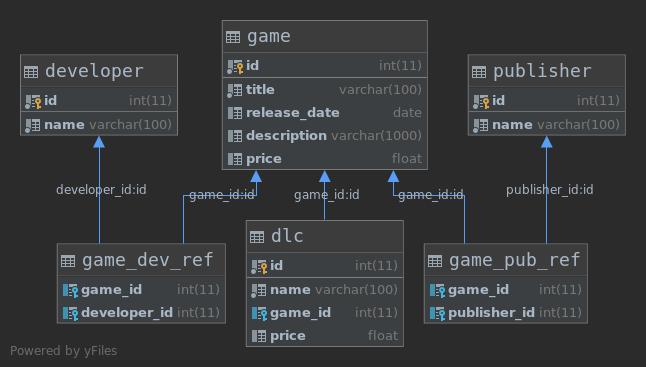 developer
id int(11)
name varchar(100)
game
id int(11)
title varchar(100)
release_date date
description varchar(1000)
price float
publisher
id int(11)
name varchar(100)
developer_id:id
game_id:id
game_id:id
game_id:id
publisher_id:id
game_dev_ref
game_id int(11)
developer_id int(11)
dlc
id int(11)
name varchar(100)
game_id int(11)
price float
game_pub_ref
game_id int(11)
publisher_id int(11)
Powered by yFiles